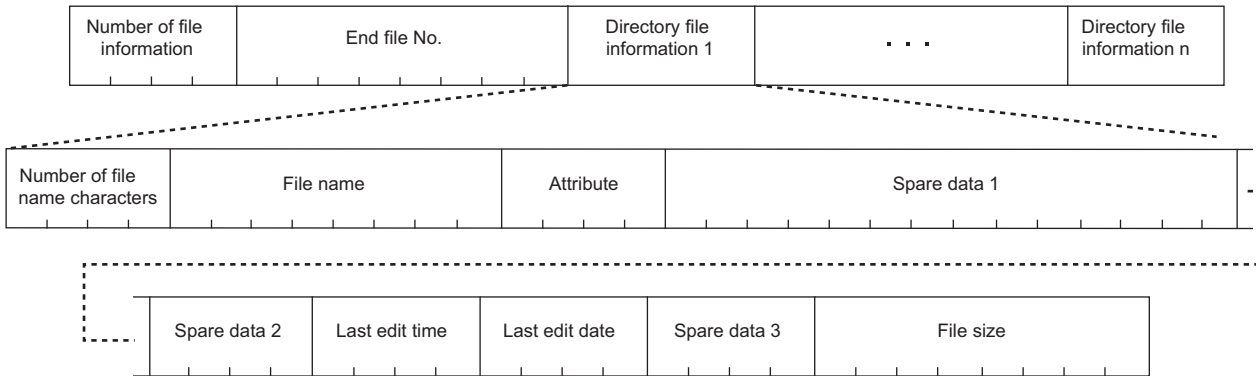 Number of file
information
End file No.
Directory file
information 1
. . .
Directory file
information n
Number of file
name characters
File name
Attribute
Spare data 1
Spare data 2
Last edit time
Last edit date
Spare data 3
File size